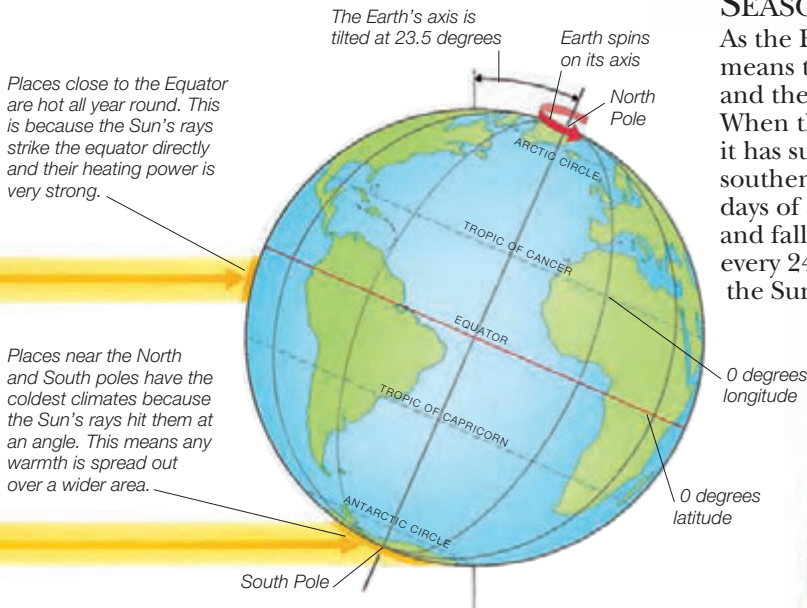 The Earth's axis is
tilted at 23.5 degrees
Earth spins
on its axis
North
Pole
Places close to the Equator
are hot all year round. This
is because the Sun's rays
strike the equator directly
and their heating power is
very strong.
ARCTIC CIRCLE
TROPIC OF CANCER
EQUATOR
TROPIC OF CAPRICORN
ANTARCTIC CIRCLE
Places near the North
and South poles have the
coldest climates because
the Sun's rays hit them at
an angle. This means any
warmth is spread out
over a wider area.
South Pole
0 degrees
longitude
0 degrees
latitude
As the
means
and the
When
it has
southern
days of
and fall
every
the